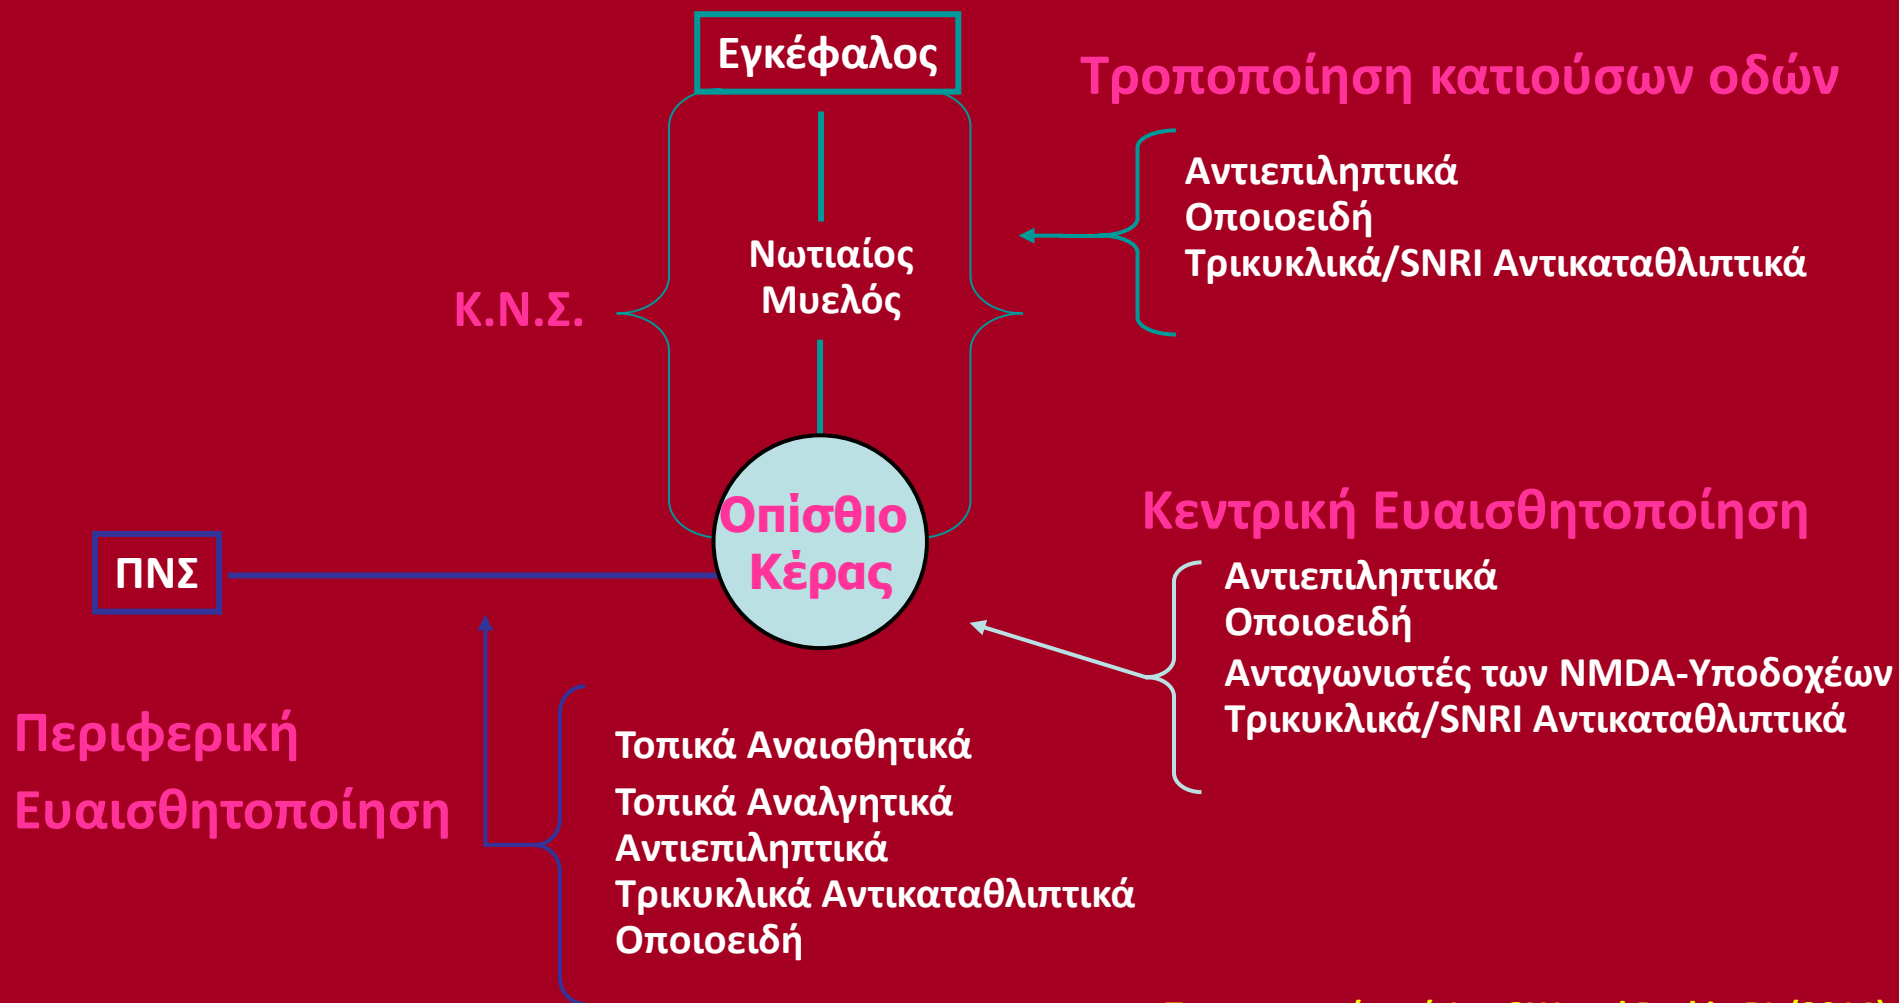 Εγκέφαλος
Τροποποίηση κατιούσων οδών
Αντιεπιληπτικά
Οποιοειδή
Τρικυκλικά/SNRI Αντικαταθλιπτικά
Νωτιαίος
Μυελός
Κ.Ν.Σ.
Οπίσθιο
Κέρας
Κεντρική Ευαισθητοποίηση
Αντιεπιληπτικά
Οποιοειδή
Ανταγωνιστές των NMDA-Υποδοχέων
Τρικυκλικά/SNRI Αντικαταθλιπτικά
ΠΝΣ
Περιφερική
Ευαισθητοποίηση
Τοπικά Αναισθητικά
Τοπικά Αναλγητικά
Αντιεπιληπτικά
Τρικυκλικά Αντικαταθλιπτικά
Οποιοειδή